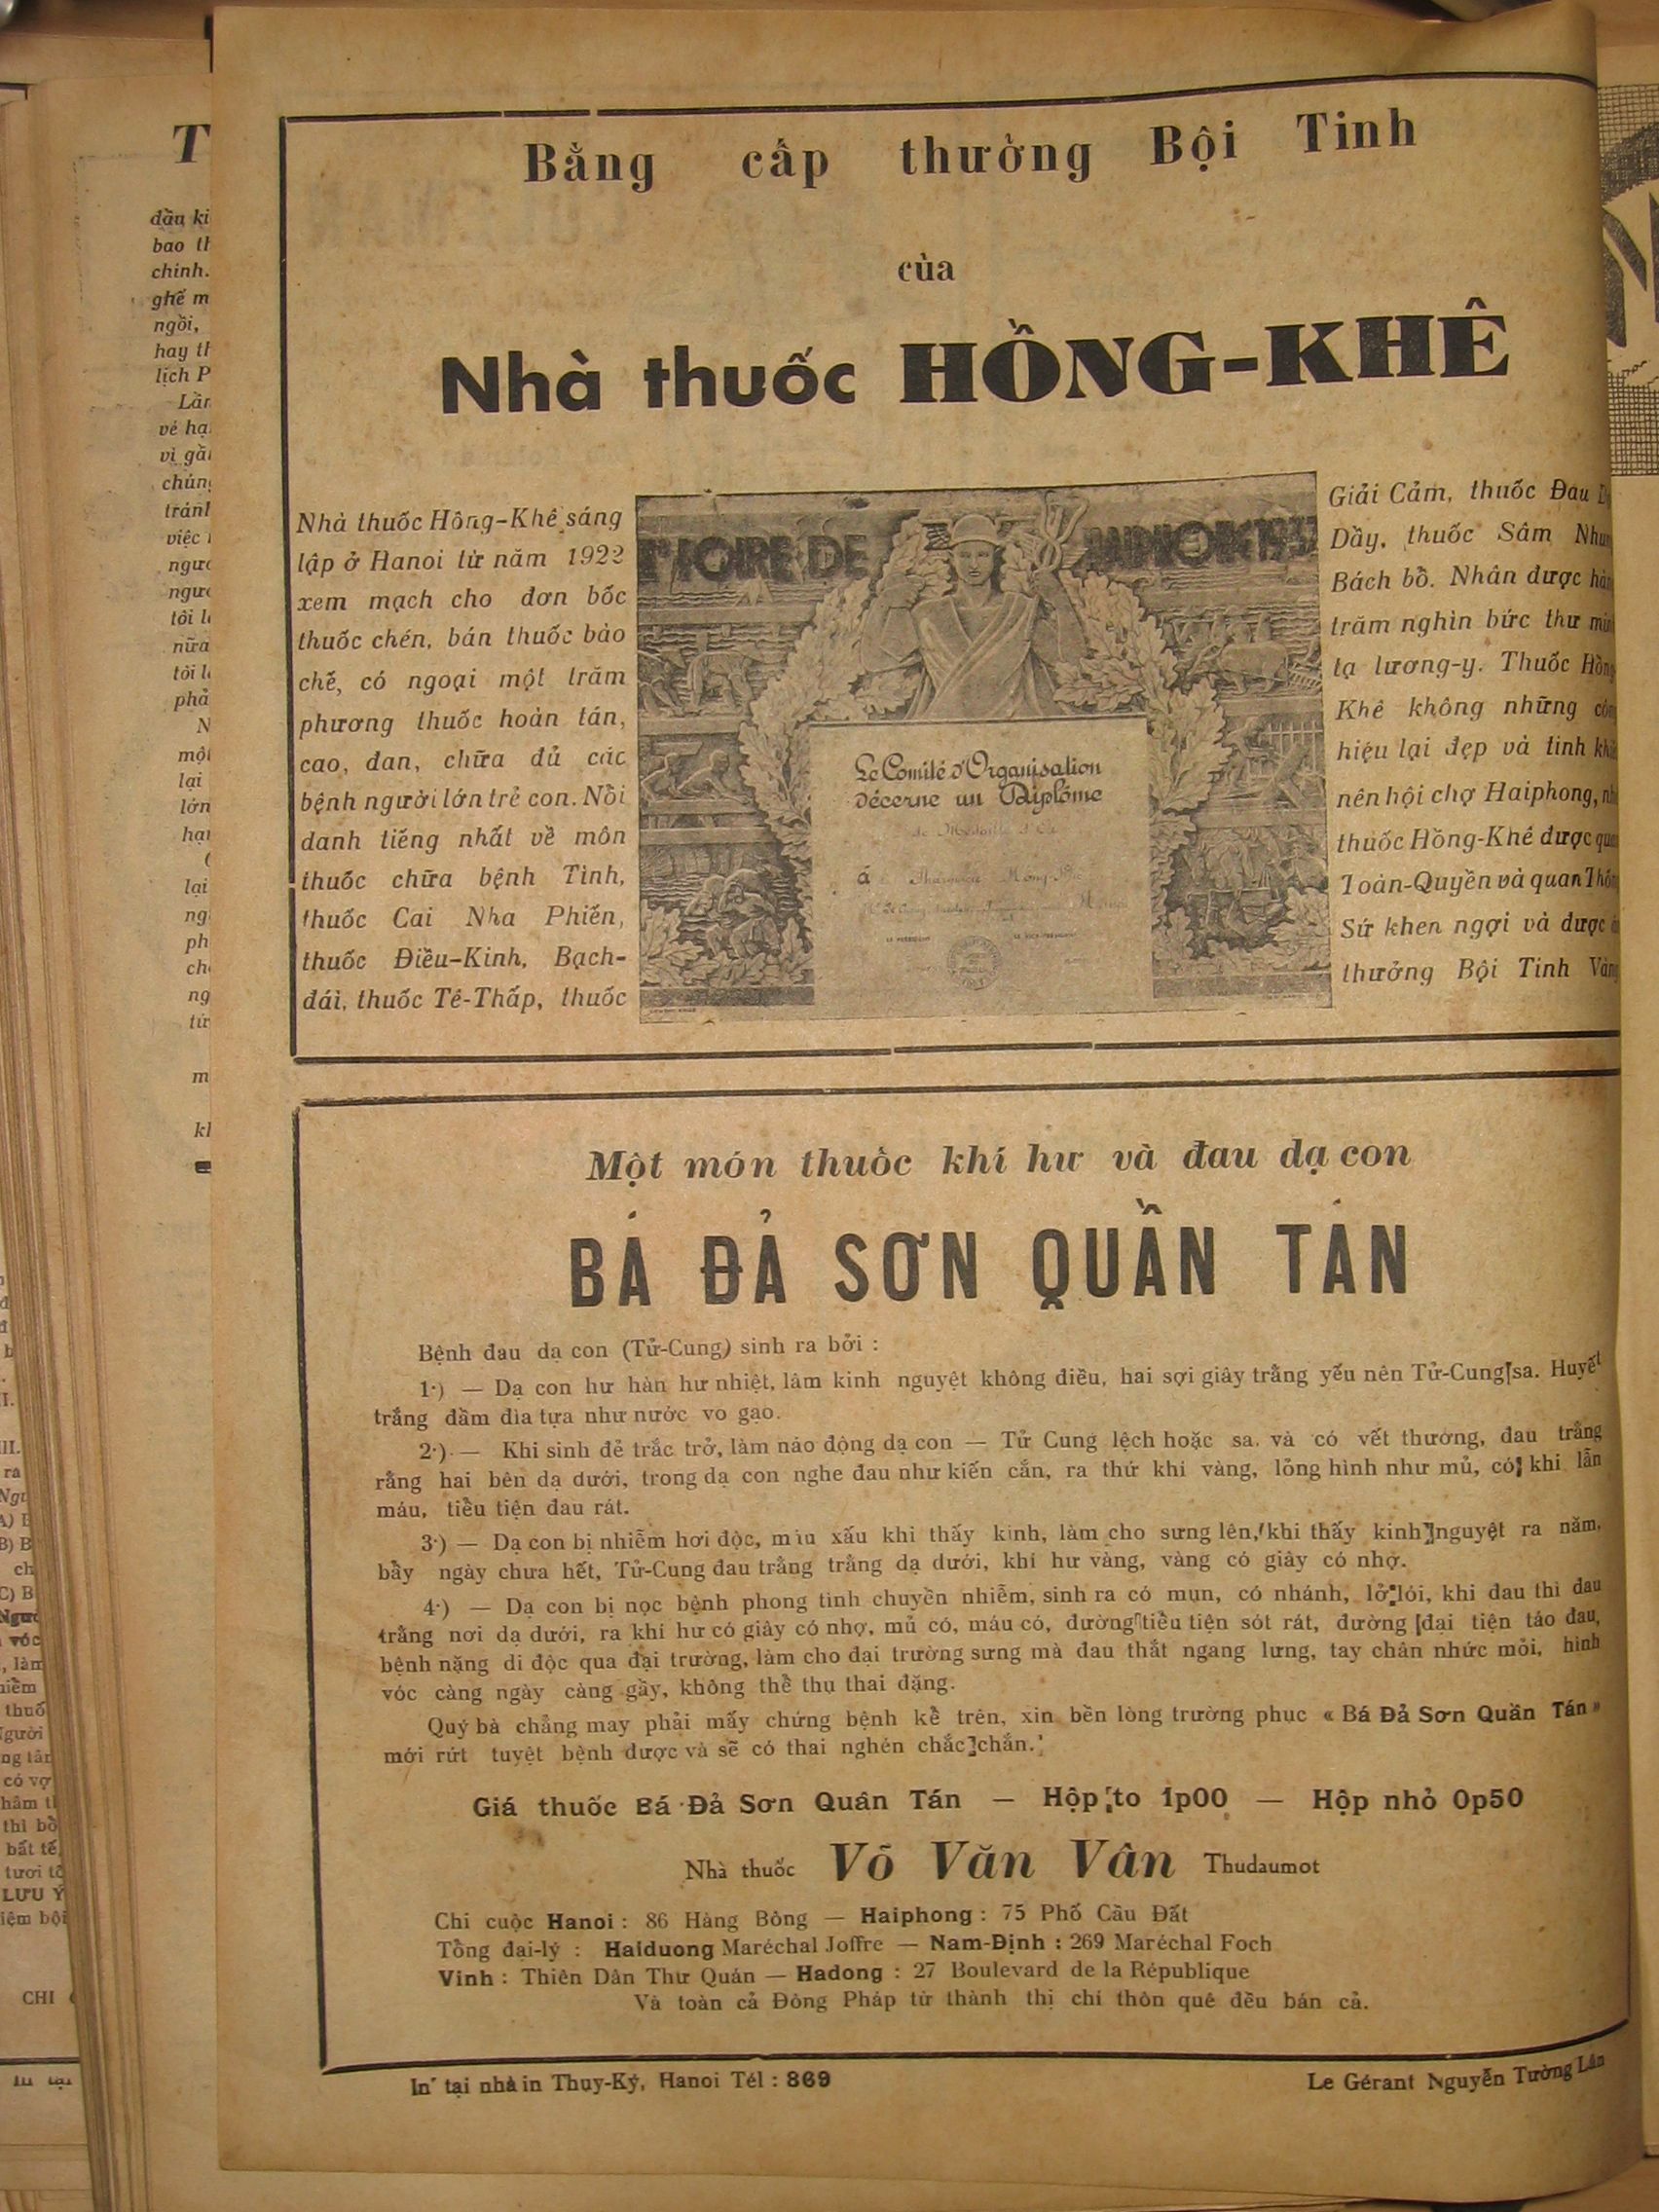 Bằng cấp thưởng Bội Tinh
của
Nhà thuốc HỒNG-KHÊ
Nhà thuốc Hồng-Khê sáng
lập ở Hanoi từ năm 1922
xem mạch cho đơn bốc
thuốc chén, bán thuốc bào
chế, có ngoại một trăm
phương thuốc hoàn tán,
cao, đan, chữa đủ các
bệnh người lớn trẻ con. Nồi
danh tiếng nhất về môn
thuốc chữa bệnh Tình,
thuốc Cai Nha Phiến,
thuốc Điều-Kinh, Bạch-
đái, thuốc Tê-Thấp, thuốc
Le Comité d'Organisation
décerne un Diplôme
de Médaille d'Or
à
Giải Cảm, thuốc Đau
Dầy, thuốc Sâm
Bách bồ. Nhân được
trăm nghìn bức thư
tạ lương-y. Thuốc
Khê không những
hiệu lại đẹp và tinh
nên hội chợ Haiphong,
thuốc Hồng-Khê được
Toàn-Quyền và quan
Sứ khen ngợi và được
thưởng Bội Tinh
Một món thuốc khí hư và đau dạ con
BÁ ĐẢ SƠN QUÂN TÁN
Bệnh đau dạ con (Tử-Cung) sinh ra bởi :
1·) — Dạ con hư hàn hư nhiệt, làm kinh nguyệt không điều, hai sợi giây trằng yếu nên Tử-Cung sa. Huyết
trắng đầm đìa tựa như nước vo gạo.
2·) — Khi sinh đẻ trắc trở, làm náo động dạ con — Tử Cung lệch hoặc sa. và có vết thương, đau trằng
rằng hai bên dạ dưới, trong dạ con nghe đau như kiến cắn, ra thứ khí vàng, lỏng hình như mủ, có khi lẫn
máu, tiều tiện đau rát.
3·) — Dạ con bị nhiễm hơi độc, máu xấu khi thấy kinh, làm cho sưng lên, khi thấy kinh nguyệt ra năm,
bầy ngày chưa hết, Tử-Cung đau trằng trằng dạ dưới, khí hư vàng, vàng có giây có nhợ.
4·) — Dạ con bị nọc bệnh phong tình chuyền nhiễm, sinh ra có mụn, có nhánh, lở lói, khi đau thì đau
trằng nơi dạ dưới, ra khí hư có giây có nhợ, mủ có, máu có, đường tiều tiện sót rát, đường đại tiện táo đau,
bệnh nặng di độc qua đại trường, làm cho đại trường sưng mà đau thắt ngang lưng, tay chân nhức mỏi, hình
vóc càng ngày càng gầy, không thề thụ thai đặng.
Quý bà chẳng may phải mấy chứng bệnh kề trên, xin bền lòng trường phục « Bá Đả Sơn Quân Tán »
mới rứt tuyệt bệnh được và sẽ có thai nghén chắc chắn.
Giá thuốc Bá Đả Sơn Quân Tán — Hộp to 1p00 — Hộp nhỏ 0p50
Nhà thuốc Võ Văn Vân Thudaumot
Chi cuộc Hanoi : 86 Hàng Bông — Haiphong : 75 Phố Cầu Đất
Tổng đại-lý : Haiduong Maréchal Joffre — Nam-Định : 269 Maréchal Foch
Vinh : Thiên Dân Thư Quán — Hadong : 27 Boulevard de la République
Và toàn cả Đông Pháp từ thành thị chí thôn quê đều bán cả.
In tại nhà in Thụy-Ký, Hanoi Tél : 869
Le Gérant Nguyễn Tường Lân